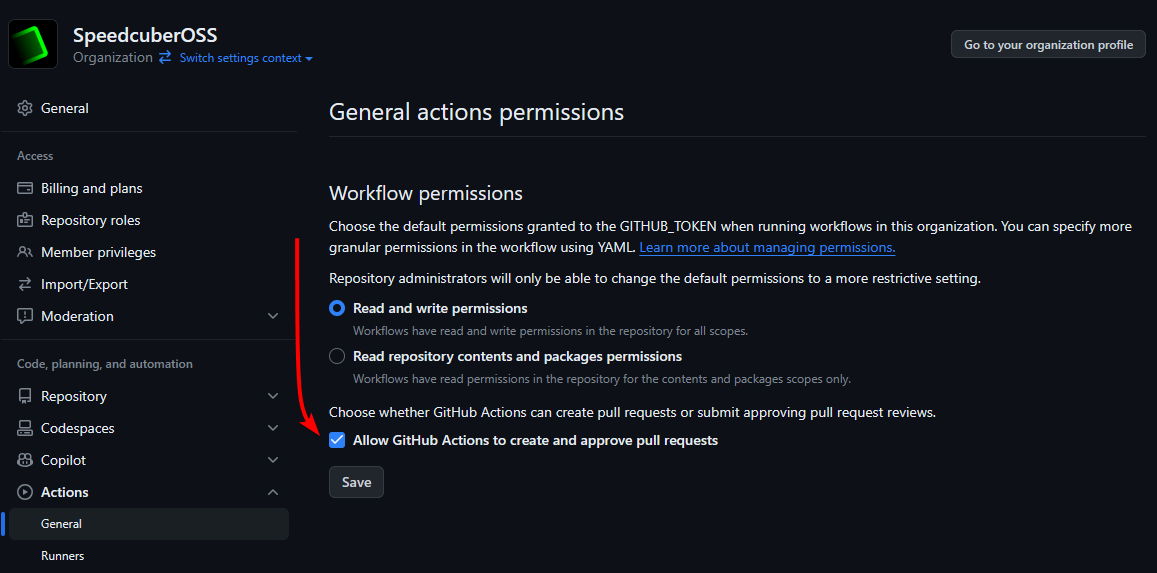 SpeedcuberOSS
Organization Switch settings context
Go to your organization profile
General
Access
Billing and plans
Repository roles
Member privileges
Import/Export
Moderation
Code, planning, and automation
Repository
Codespaces
Copilot
Actions
General
Runners
General actions permissions
Workflow permissions
Choose the default permissions granted to the GITHUB_TOKEN when running workflows in this organization. You can specify more
granular permissions in the workflow using YAML. Learn more about managing permissions.
Repository administrators will only be able to change the default permissions to a more restrictive setting.
Read and write permissions
Workflows have read and write permissions in the repository for all scopes.
Read repository contents and packages permissions
Workflows have read permissions in the repository for the contents and packages scopes only.
Choose whether GitHub Actions can create pull requests or submit approving pull request reviews.
Allow GitHub Actions to create and approve pull requests
Save